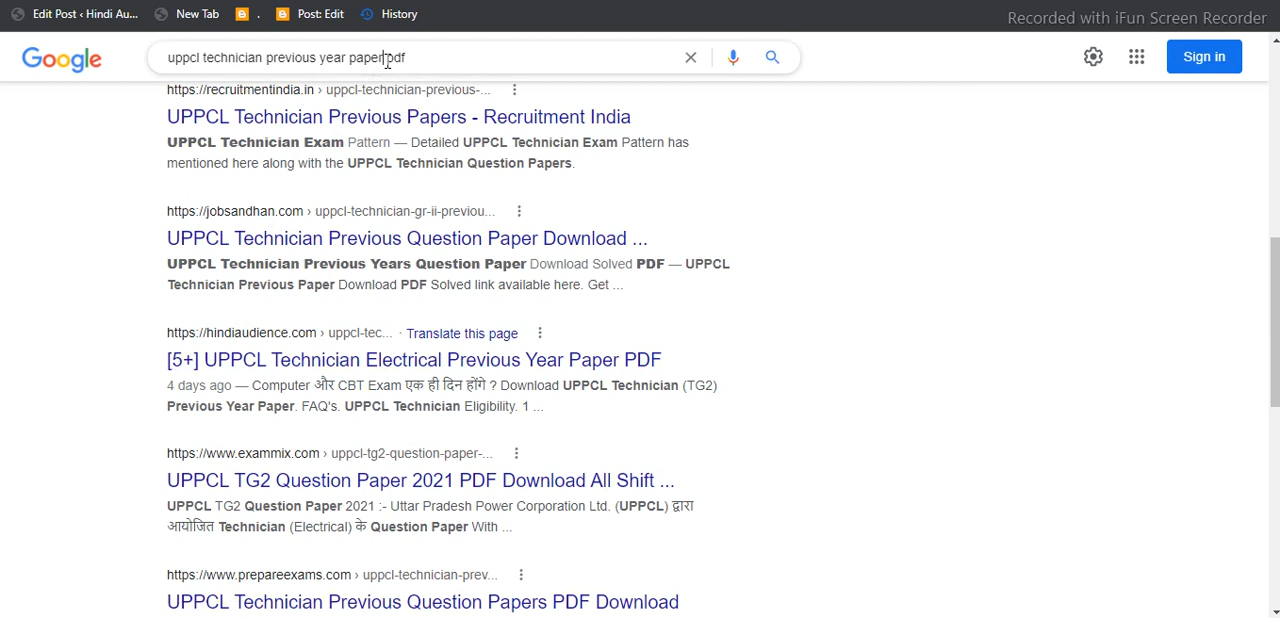 Edit Post ‹ Hindi Au... New Tab . Post: Edit History
Recorded with iFun Screen Recorder
Google uppcl technician previous year paper pdf Sign in
https://recruitmentindia.in › uppcl-technician-previous-...
UPPCL Technician Previous Papers - Recruitment India
UPPCL Technician Exam Pattern — Detailed UPPCL Technician Exam Pattern has
mentioned here along with the UPPCL Technician Question Papers.
https://jobsandhan.com › uppcl-technician-gr-ii-previou...
UPPCL Technician Previous Question Paper Download ...
UPPCL Technician Previous Years Question Paper Download Solved PDF — UPPCL
Technician Previous Paper Download PDF Solved link available here. Get ...
https://hindiaudience.com › uppcl-tec... · Translate this page
[5+] UPPCL Technician Electrical Previous Year Paper PDF
4 days ago — Computer और CBT Exam एक ही दिन होंगे ? Download UPPCL Technician (TG2)
Previous Year Paper. FAQ's. UPPCL Technician Eligibility. 1 ...
https://www.exammix.com › uppcl-tg2-question-paper-...
UPPCL TG2 Question Paper 2021 PDF Download All Shift ...
UPPCL TG2 Question Paper 2021 :- Uttar Pradesh Power Corporation Ltd. (UPPCL) द्वारा
आयोजित Technician (Electrical) के Question Paper With ...
https://www.prepareexams.com › uppcl-technician-prev...
UPPCL Technician Previous Question Papers PDF Download